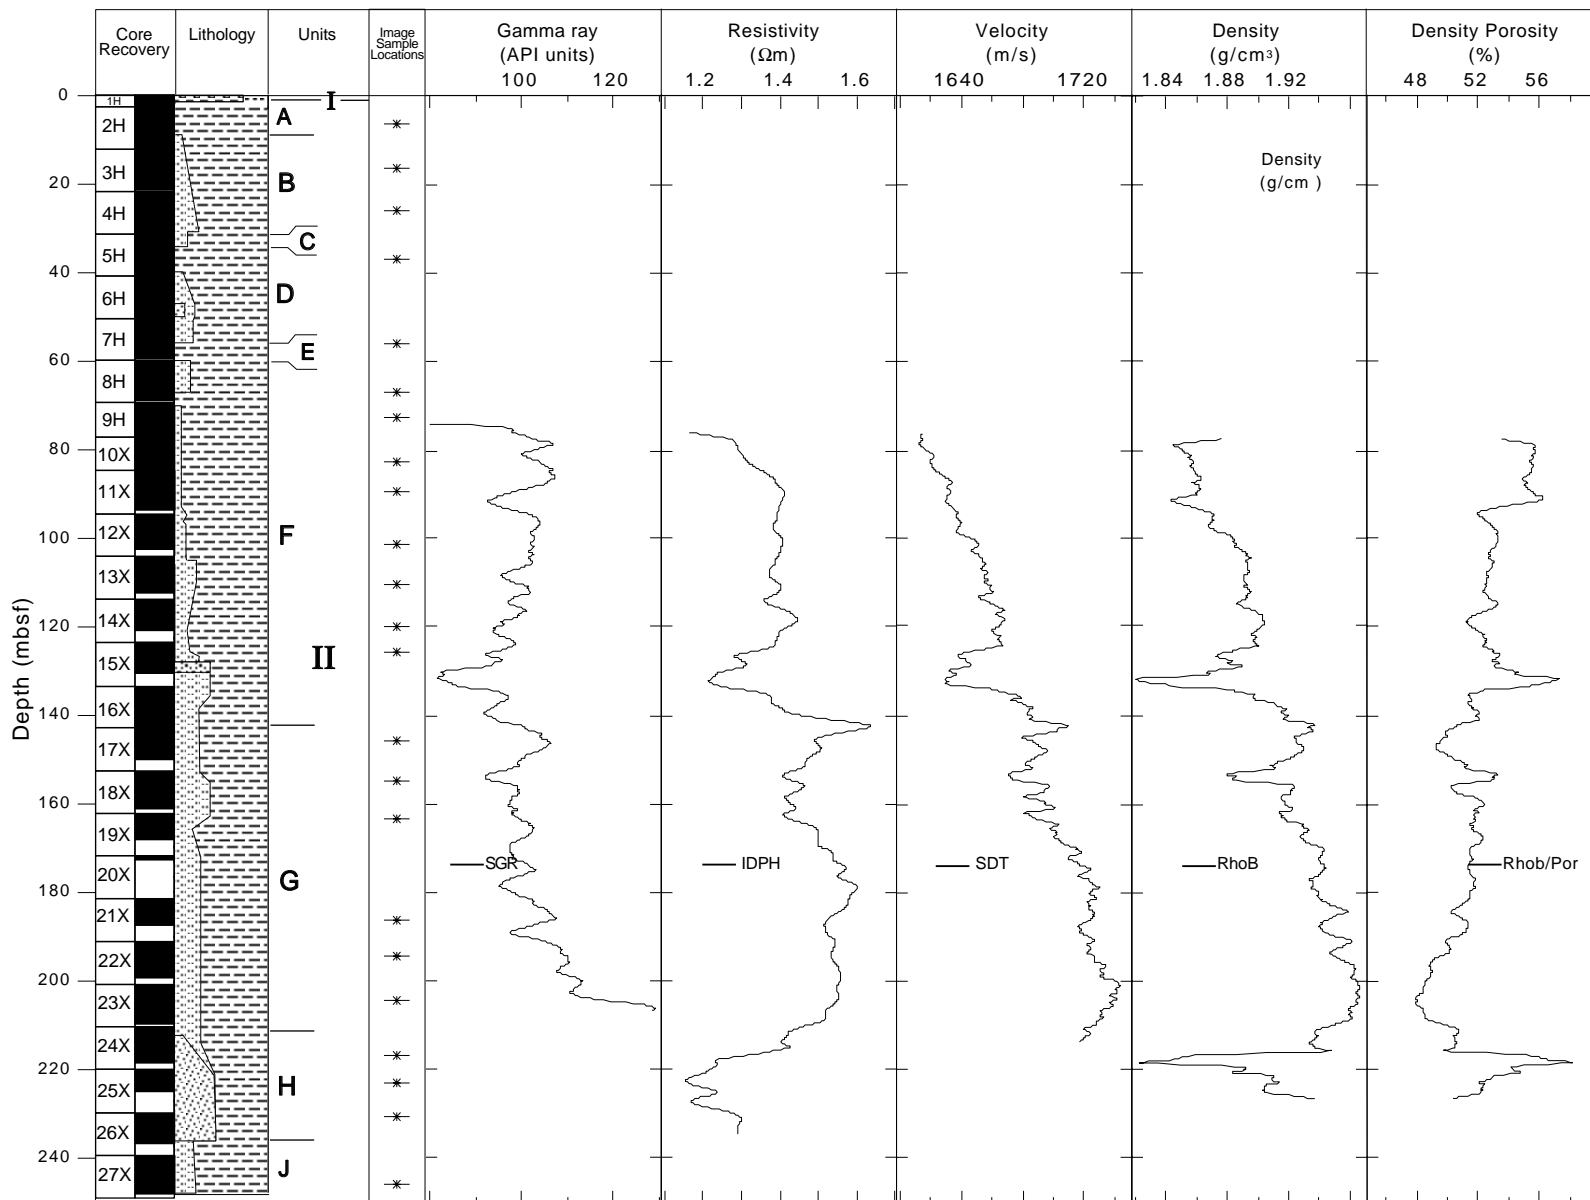 Core Recovery
Lithology
Units
Image Sample Locations
Gamma ray (API units)
100 120
Resistivity (Ωm)
1.2 1.4 1.6
Velocity (m/s)
1640 1720
Density (g/cm3)
1.84 1.88 1.92
Density Porosity (%)
48 52 56
Depth (mbsf)
0
20
40
60
80
100
120
140
160
180
200
220
240
1H
2H
3H
4H
5H
6H
7H
8H
9H
10X
11X
12X
13X
14X
15X
16X
17X
18X
19X
20X
21X
22X
23X
24X
25X
26X
27X
I
A
B
C
D
E
F
II
G
H
J
Density
(g/cm )
SGR
IDPH
SDT
RhoB
Rhob/Por